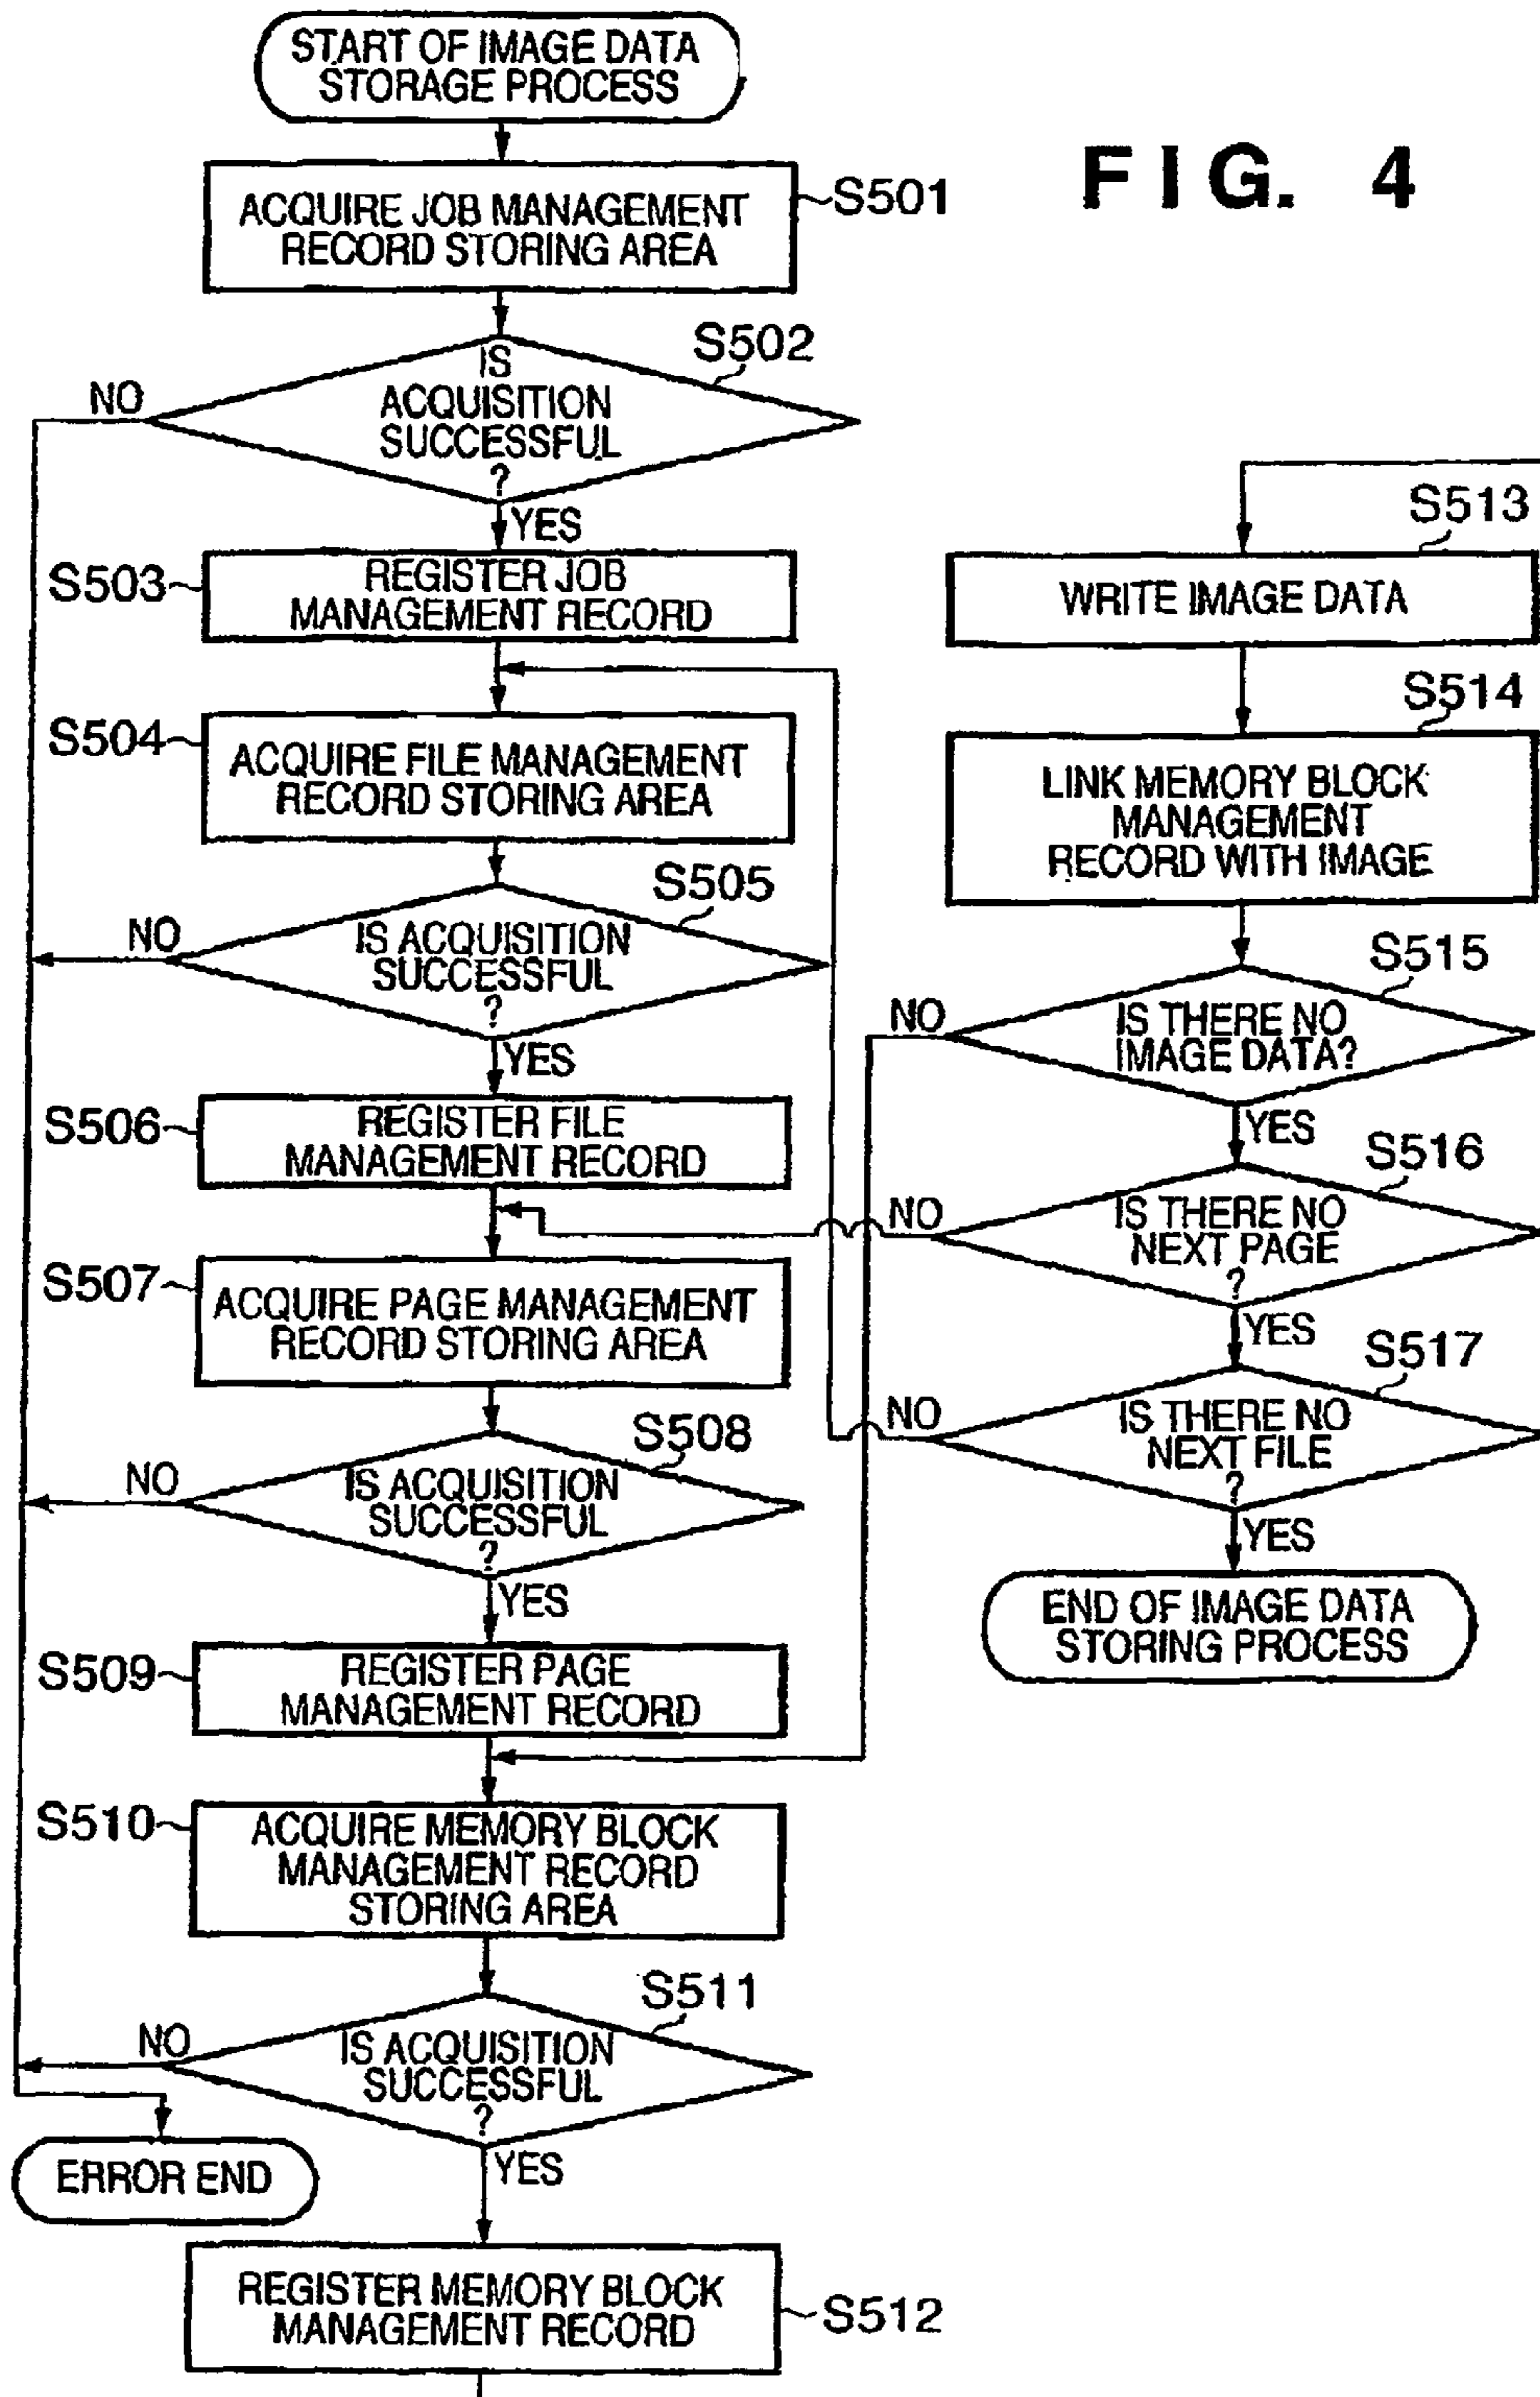 START OF IMAGE DATA
STORAGE PROCESS
FIG. 4
ACQUIRE JOB MANAGEMENT
RECORD STORING AREA
S501
S502
IS
ACQUISITION
SUCCESSFUL
?
NO
YES
S503
REGISTER JOB
MANAGEMENT RECORD
S504
ACQUIRE FILE MANAGEMENT
RECORD STORING AREA
S505
IS ACQUISITION
SUCCESSFUL
?
NO
YES
S506
REGISTER FILE
MANAGEMENT RECORD
S507
ACQUIRE PAGE MANAGEMENT
RECORD STORING AREA
S508
IS ACQUISITION
SUCCESSFUL
?
NO
YES
S509
REGISTER PAGE
MANAGEMENT RECORD
S510
ACQUIRE MEMORY BLOCK
MANAGEMENT RECORD
STORING AREA
S511
IS ACQUISITION
SUCCESSFUL
?
NO
YES
ERROR END
REGISTER MEMORY BLOCK
MANAGEMENT RECORD
S512
S513
WRITE IMAGE DATA
S514
LINK MEMORY BLOCK
MANAGEMENT
RECORD WITH IMAGE
S515
IS THERE NO
IMAGE DATA?
NO
YES
S516
IS THERE NO
NEXT PAGE
?
NO
YES
S517
IS THERE NO
NEXT FILE
?
NO
YES
END OF IMAGE DATA
STORING PROCESS